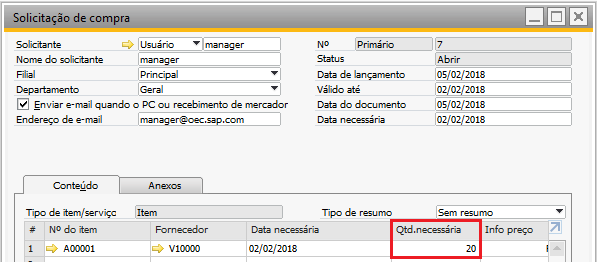 Solicitação de compra
Solicitante Usuário manager
Nome do solicitante manager
Filial Principal
Departamento Geral
Enviar e-mail quando o PC ou recebimento de mercador
Endereço de e-mail manager@oec.sap.com
Nº Primário 7
Status Abrir
Data de lançamento 05/02/2018
Válido até 02/02/2018
Data do documento 05/02/2018
Data necessária 02/02/2018
Conteúdo Anexos
Tipo de item/serviço Item Tipo de resumo Sem resumo
# Nº do item Fornecedor Data necessária Qtd.necessária Info preço
1 A00001 V10000 02/02/2018 20